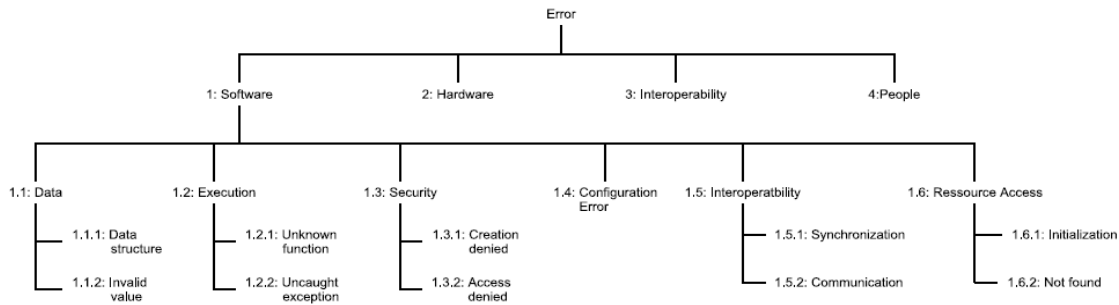 Error
1: Software
2: Hardware
3: Interoperability
4:People
1.1: Data
1.2: Execution
1.3: Security
1.4: Configuration
Error
1.5: Interoperatbility
1.6: Ressource Access
1.1.1: Data
structure
1.1.2: Invalid
value
1.2.1: Unknown
function
1.2.2: Uncaught
exception
1.3.1: Creation
denied
1.3.2: Access
denied
1.5.1: Synchronization
1.5.2: Communication
1.6.1: Initialization
1.6.2: Not found